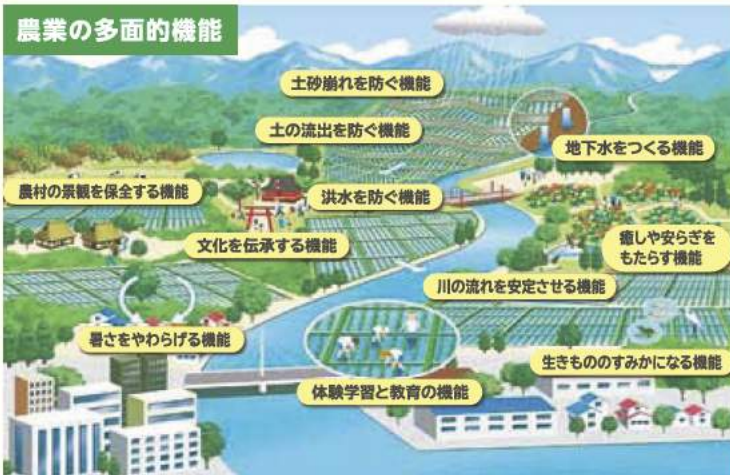 農業の多面的機能
土砂崩れを防ぐ機能
土の流出を防ぐ機能
地下水をつくる機能
農村の景観を保全する機能
洪水を防ぐ機能
文化を伝承する機能
癒しや安らぎを
もたらす機能
川の流れを安定させる機能
暑さをやわらげる機能
生きもののすみかになる機能
体験学習と教育の機能